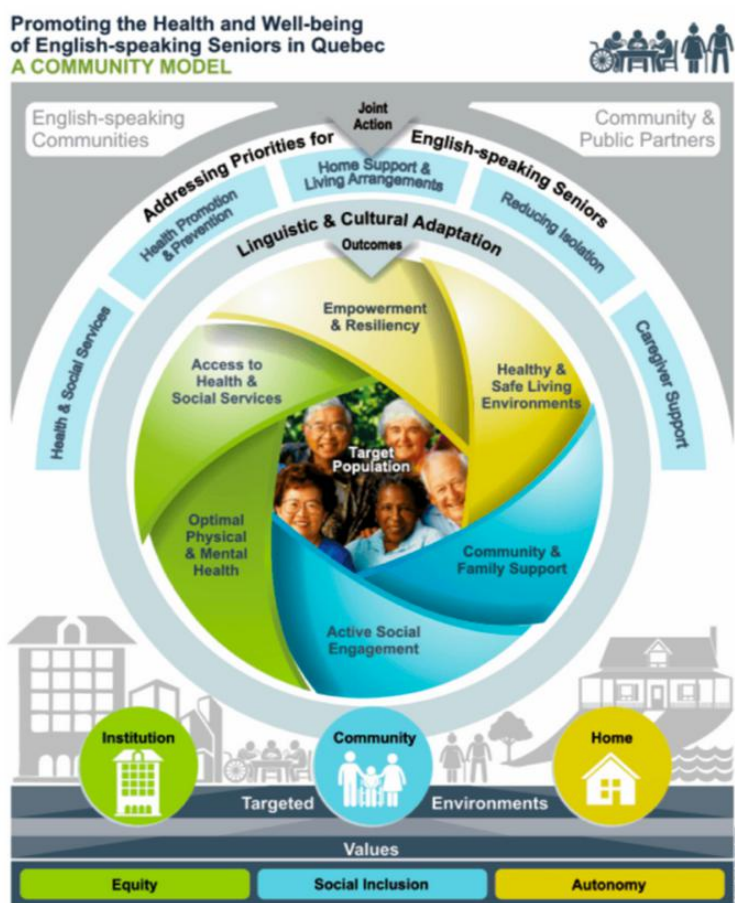 Promoting the Health and Well-being
of English-speaking Seniors in Quebec
A COMMUNITY MODEL
English-speaking
Communities
Joint
Action
Community &
Public Partners
Addressing Priorities for
English-speaking Seniors
Health & Social Services
Health Promotion
& Prevention
Home Support &
Living Arrangements
Reducing Isolation
Caregiver Support
Linguistic & Cultural Adaptation
Outcomes
Empowerment
& Resiliency
Access to
Health &
Social Services
Healthy &
Safe Living
Environments
Target
Population
Optimal
Physical
& Mental
Health
Community &
Family Support
Active Social
Engagement
Institution
Community
Home
Targeted
Environments
Values
Equity
Social Inclusion
Autonomy